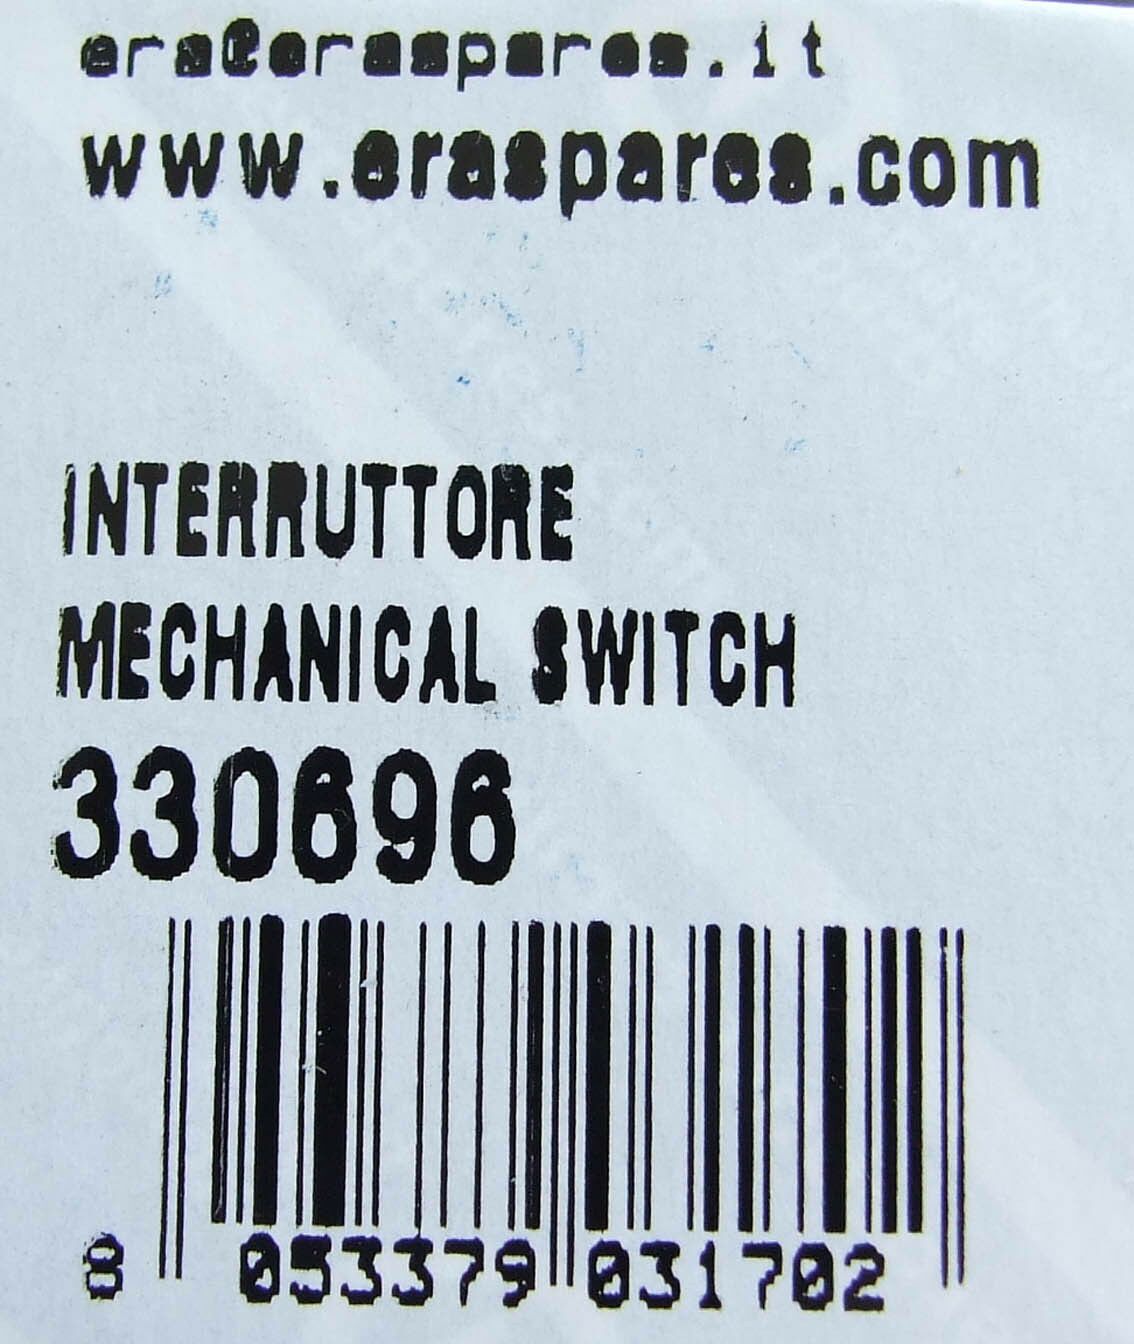 era@eraspares.it
www.eraspares.com
INTERRUTTORE
MECHANICAL SWITCH
330696
8 053379 031702